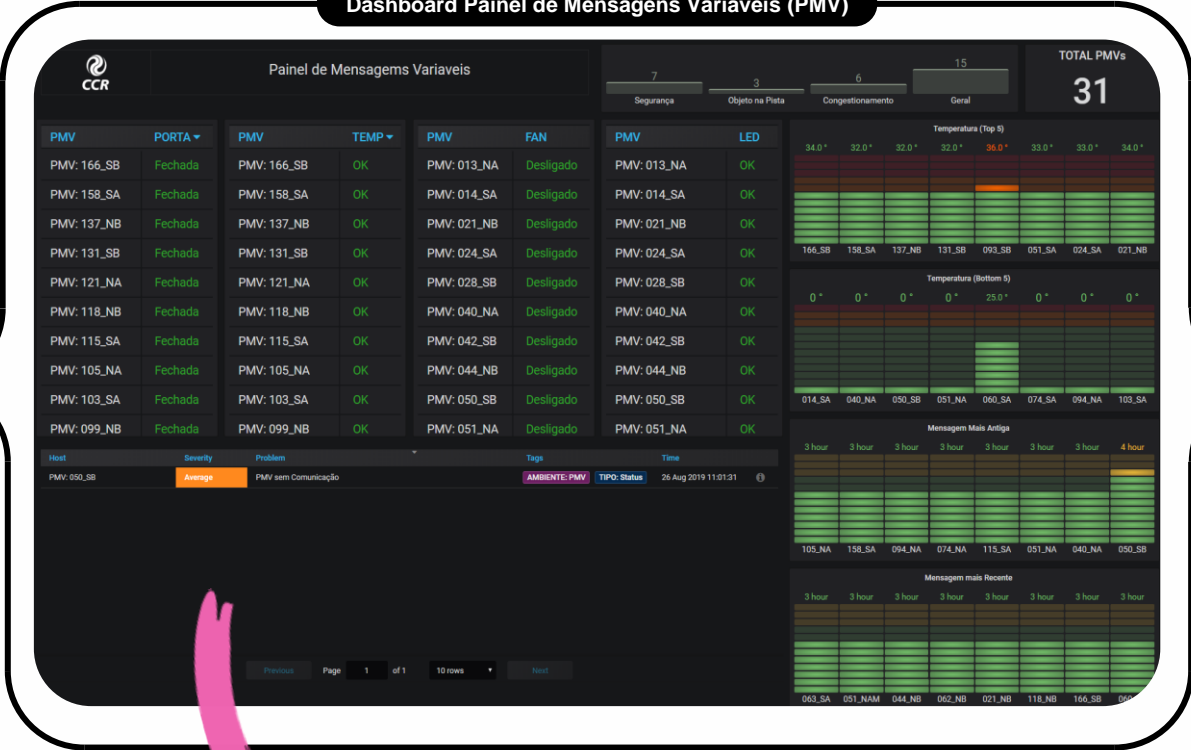 Dashboard Painel de Mensagens Variáveis (PMV)
CCR
Painel de Mensagems Variaveis
7 3 6 15
Segurança Objeto na Pista Congestionamento Geral
TOTAL PMVs
31
PMV PORTA PMV TEMP PMV FAN PMV LED
PMV: 166_SB Fechada PMV: 166_SB OK PMV: 013_NA Desligado PMV: 013_NA OK
PMV: 158_SA Fechada PMV: 158_SA OK PMV: 014_SA Desligado PMV: 014_SA OK
PMV: 137_NB Fechada PMV: 137_NB OK PMV: 021_NB Desligado PMV: 021_NB OK
PMV: 131_SB Fechada PMV: 131_SB OK PMV: 024_SA Desligado PMV: 024_SA OK
PMV: 121_NA Fechada PMV: 121_NA OK PMV: 028_SB Desligado PMV: 028_SB OK
PMV: 118_NB Fechada PMV: 118_NB OK PMV: 040_NA Desligado PMV: 040_NA OK
PMV: 115_SA Fechada PMV: 115_SA OK PMV: 042_SB Desligado PMV: 042_SB OK
PMV: 105_NA Fechada PMV: 105_NA OK PMV: 044_NB Desligado PMV: 044_NB OK
PMV: 103_SA Fechada PMV: 103_SA OK PMV: 050_SB Desligado PMV: 050_SB OK
PMV: 099_NB Fechada PMV: 099_NB OK PMV: 051_NA Desligado PMV: 051_NA OK
Host Severity Problem Tags Time
PMV: 050_SB Average PMV sem Comunicação AMBIENTE: PMV TIPO: Status 26 Aug 2019 11:01:31
Previous Page 1 of 1 10 rows Next
Temperatura (Top 5)
34.0 ° 32.0 ° 32.0 ° 32.0 ° 36.0 ° 33.0 ° 33.0 ° 34.0 °
166_SB 158_SA 137_NB 131_SB 093_SB 051_SA 024_SA 021_NB
Temperatura (Bottom 5)
0 ° 0 ° 0 ° 0 ° 25.0 ° 0 ° 0 ° 0 °
014_SA 040_NA 050_SB 051_NA 060_SA 074_SA 094_NA 103_SA
Mensagem Mais Antiga
3 hour 3 hour 3 hour 3 hour 3 hour 3 hour 3 hour 4 hour
105_NA 158_SA 094_NA 074_NA 115_SA 051_NA 040_NA 050_SB
Mensagem mais Recente
3 hour 3 hour 3 hour 3 hour 3 hour 3 hour 3 hour 3 hour
063_SA 051_NAM 044_NB 062_NB 021_NB 118_NB 166_SB